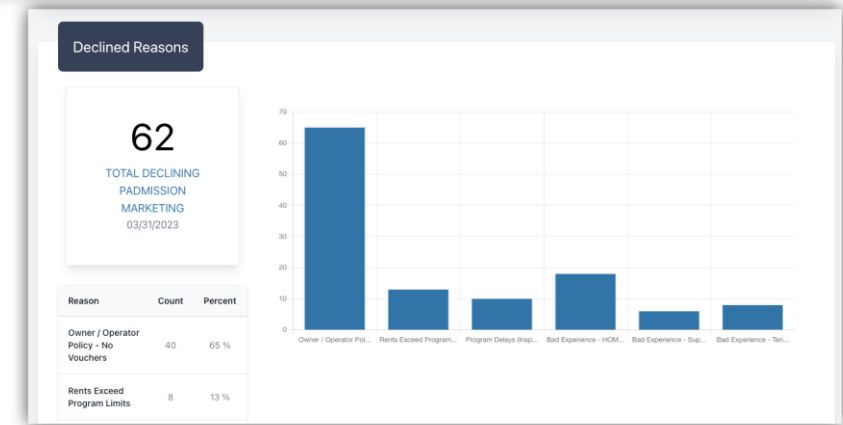 Declined Reasons
62
TOTAL DECLINING
PADMISSION
MARKETING
03/31/2023
Reason Count Percent
Owner / Operator
Policy - No
Vouchers
40 65 %
Rents Exceed
Program Limits
8 13 %
70
60
50
40
30
20
10
0
Owner / Operator Pol... Rents Exceed Program... Program Delays (Insp... Bad Experience - HOM... Bad Experience - Sup... Bad Experience - Ten...